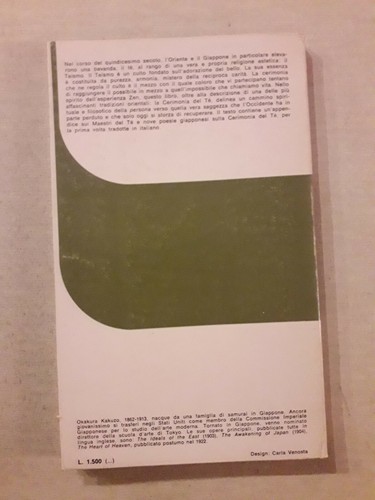 Nel corso del quindicesimo secolo, l'Oriente e il Giappone in particolare eleva-
rono una bevanda, il tè, al rango di una vera e propria religione estetica: il
Teismo. Il Teismo è un culto fondato sull'adorazione del bello. La sua essenza
è costituita da purezza, armonia, mistero della reciproca carità. La cerimonia
che ne regola il culto è il mezzo con il quale coloro che vi partecipano tentano
di raggiungere il possibile in mezzo a quell'impossibile che chiamiamo vita. Nello
spirito dell'esperienza Zen, questo libro, oltre alla descrizione di una delle più
affascinanti tradizioni orientali: la Cerimonia del Tè, delinea un cammino spiri-
tuale e filosofico della persona verso quella vera saggezza che l'Occidente ha in
parte perduto e che solo oggi si sforza di recuperare. Il testo contiene un'appen-
dice sui Maestri del Tè e nove poesie giapponesi sulla Cerimonia del Tè per
la prima volta tradotte in italiano.
Okakura Kakuzo, 1862-1913, nacque da una famiglia di samurai in Giappone. Ancora
giovanissimo si trasferì negli Stati Uniti come membro della Commissione Imperiale
Giapponese per lo studio dell'arte moderna. Tornato in Giappone, venne nominato
direttore della scuola d'arte di Tokyo. Le sue opere principali, pubblicate tutte in
lingua inglese, sono: The Ideals of the East (1903), The Awakening of Japan (1904),
The Heart of Heaven, pubblicato postumo nel 1922.
L. 1.500 (...)
Design: Carla Venosta